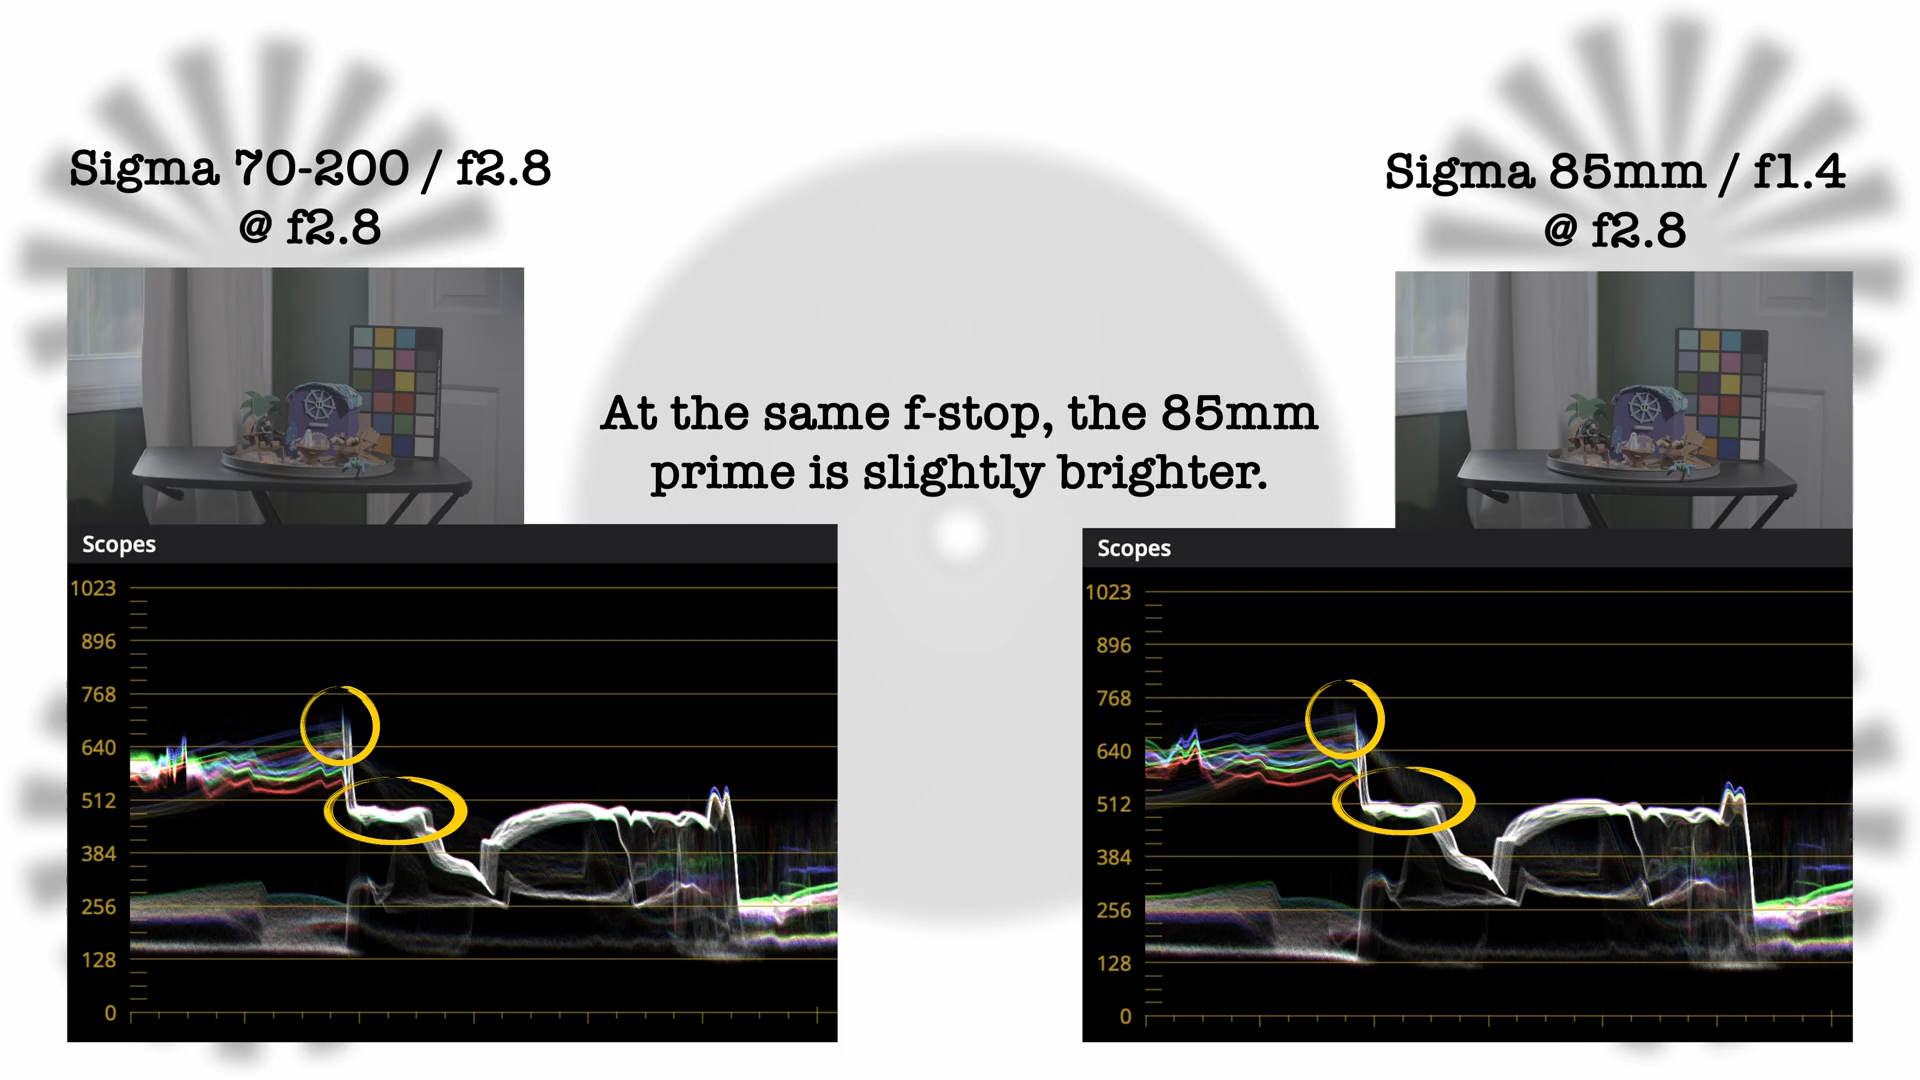 Sigma 70-200 / f2.8
@ f2.8
Sigma 85mm / f1.4
@ f2.8
At the same f-stop, the 85mm
prime is slightly brighter.
Scopes
1023
896
768
640
512
384
256
128
0
Scopes
1023
896
768
640
512
384
256
128
0